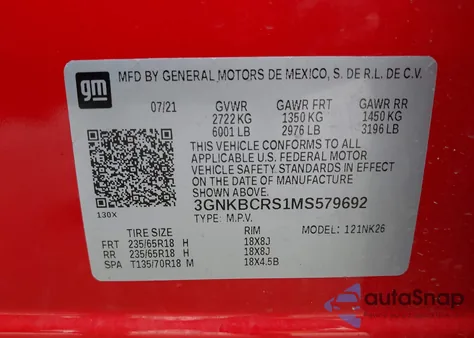 gm
MFD BY GENERAL MOTORS DE MEXICO, S. DE R.L. DE C.V.
07/21 GVWR GAWR FRT GAWR RR
2722 KG 1350 KG 1450 KG
6001 LB 2976 LB 3196 LB
THIS VEHICLE CONFORMS TO ALL
APPLICABLE U.S. FEDERAL MOTOR
VEHICLE SAFETY STANDARDS IN EFFECT
ON THE DATE OF MANUFACTURE
SHOWN ABOVE.
130X
3GNKBCRS1MS579692
TYPE: M.P.V. MODEL: 121NK26
TIRE SIZE RIM
FRT 235/65R18 H 18X8J
RR 235/65R18 H 18X8J
SPA T135/70R18 M 18X4.5B
autoSnap